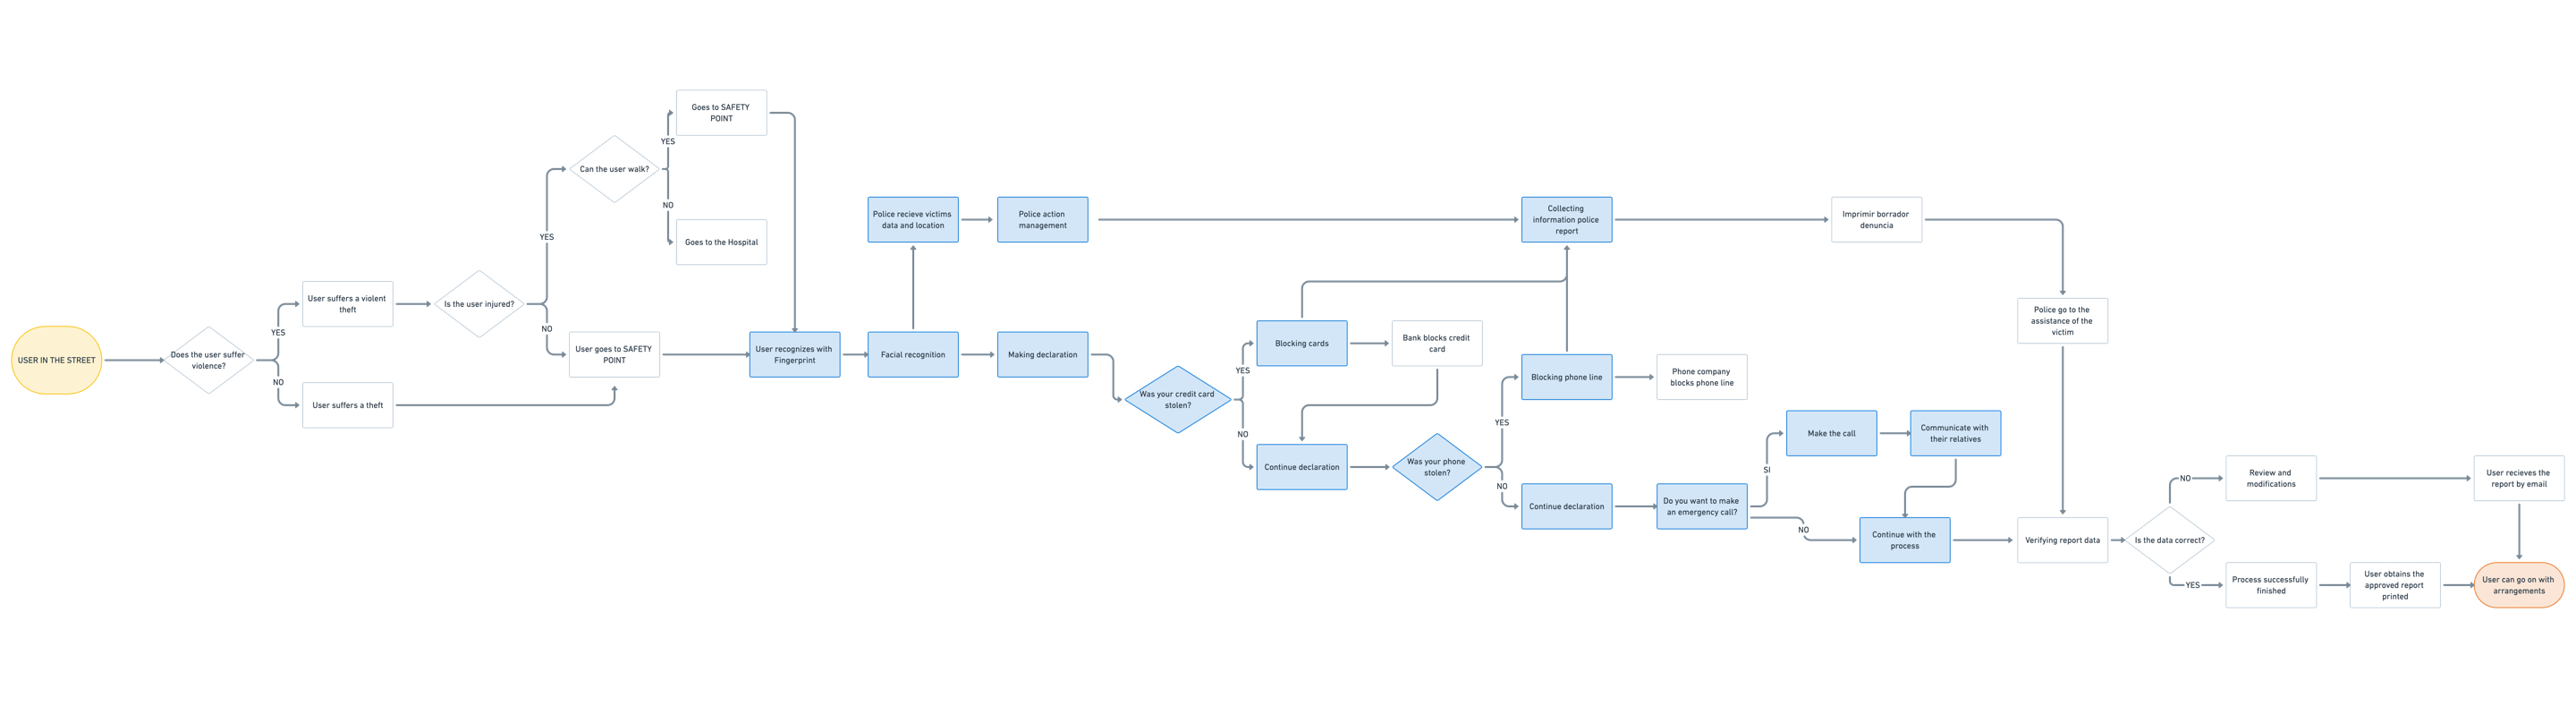 USER IN THE STREET
Does the user suffer
violence?
YES
NO
User suffers a violent
theft
User suffers a theft
Is the user injured?
YES
NO
Can the user walk?
YES
NO
Goes to SAFETY
POINT
Goes to the Hospital
User goes to SAFETY
POINT
User recognizes with
Fingerprint
Facial recognition
Police recieve victims
data and location
Police action
management
Making declaration
Was your credit card
stolen?
YES
NO
Blocking cards
Bank blocks credit
card
Continue declaration
Was your phone
stolen?
YES
NO
Collecting
information police
report
Blocking phone line
Phone company
blocks phone line
Continue declaration
Do you want to make
an emergency call?
SI
NO
Make the call
Communicate with
their relatives
Continue with the
process
Imprimir borrador
denuncia
Police go to the
assistance of the
victim
Verifying report data
Is the data correct?
NO
YES
Review and
modifications
User recieves the
report by email
Process successfully
finished
User obtains the
approved report
printed
User can go on with
arrangements